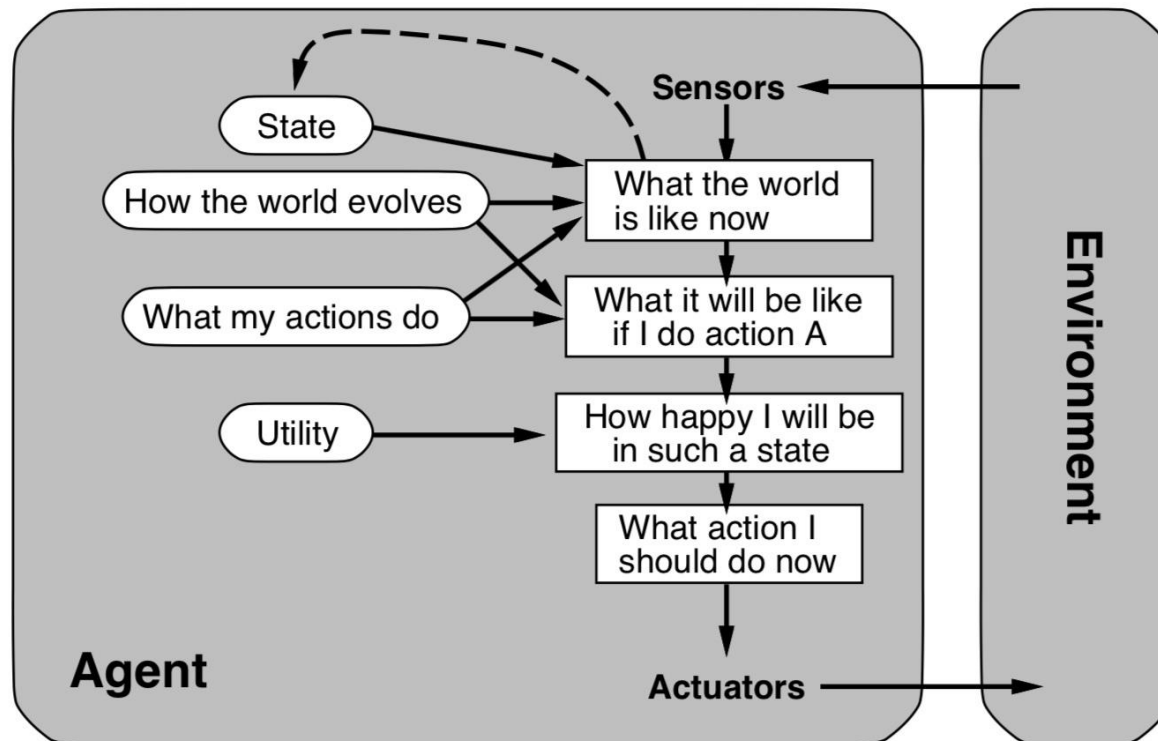 Sensors
State
What the world
is like now
How the world evolves
What it will be like
if I do action A
What my actions do
How happy I will be
in such a state
Utility
What action I
should do now
Agent
Actuators
Environment